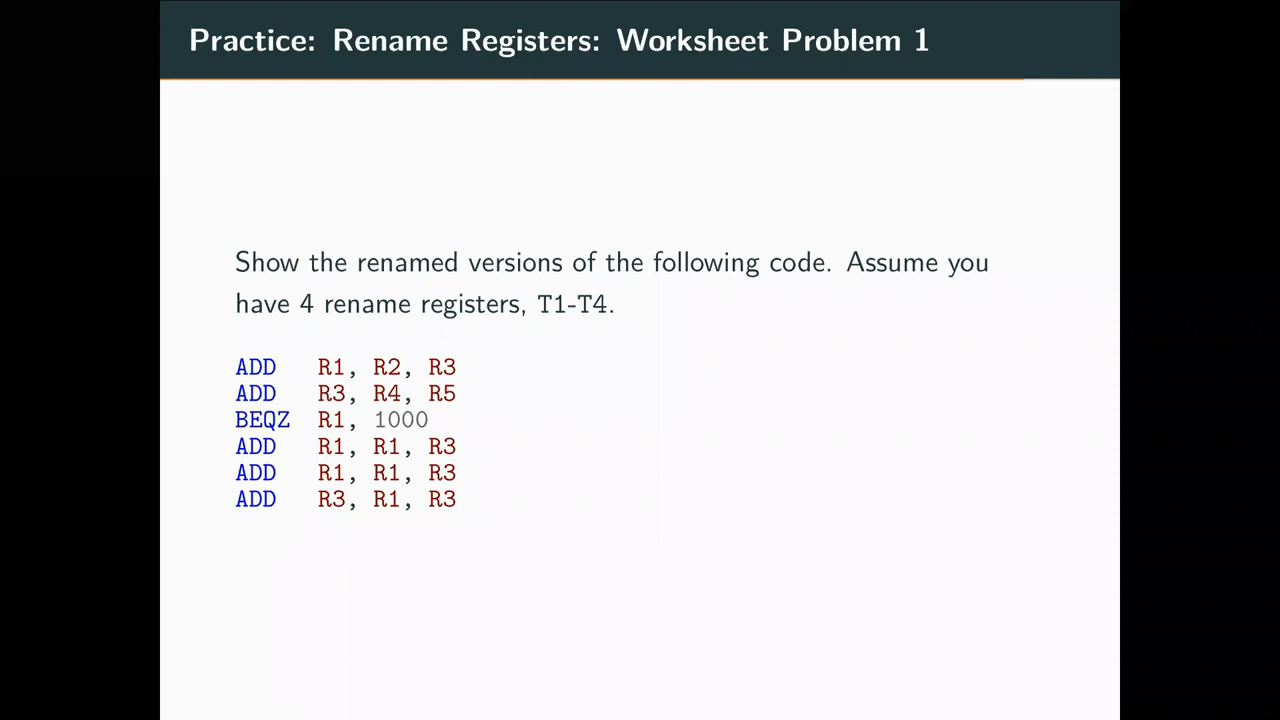 Practice: Rename Registers: Worksheet Problem 1
Show the renamed versions of the following code. Assume you
have 4 rename registers, T1-T4.
ADD R1, R2, R3
ADD R3, R4, R5
BEQZ R1, 1000
ADD R1, R1, R3
ADD R1, R1, R3
ADD R3, R1, R3